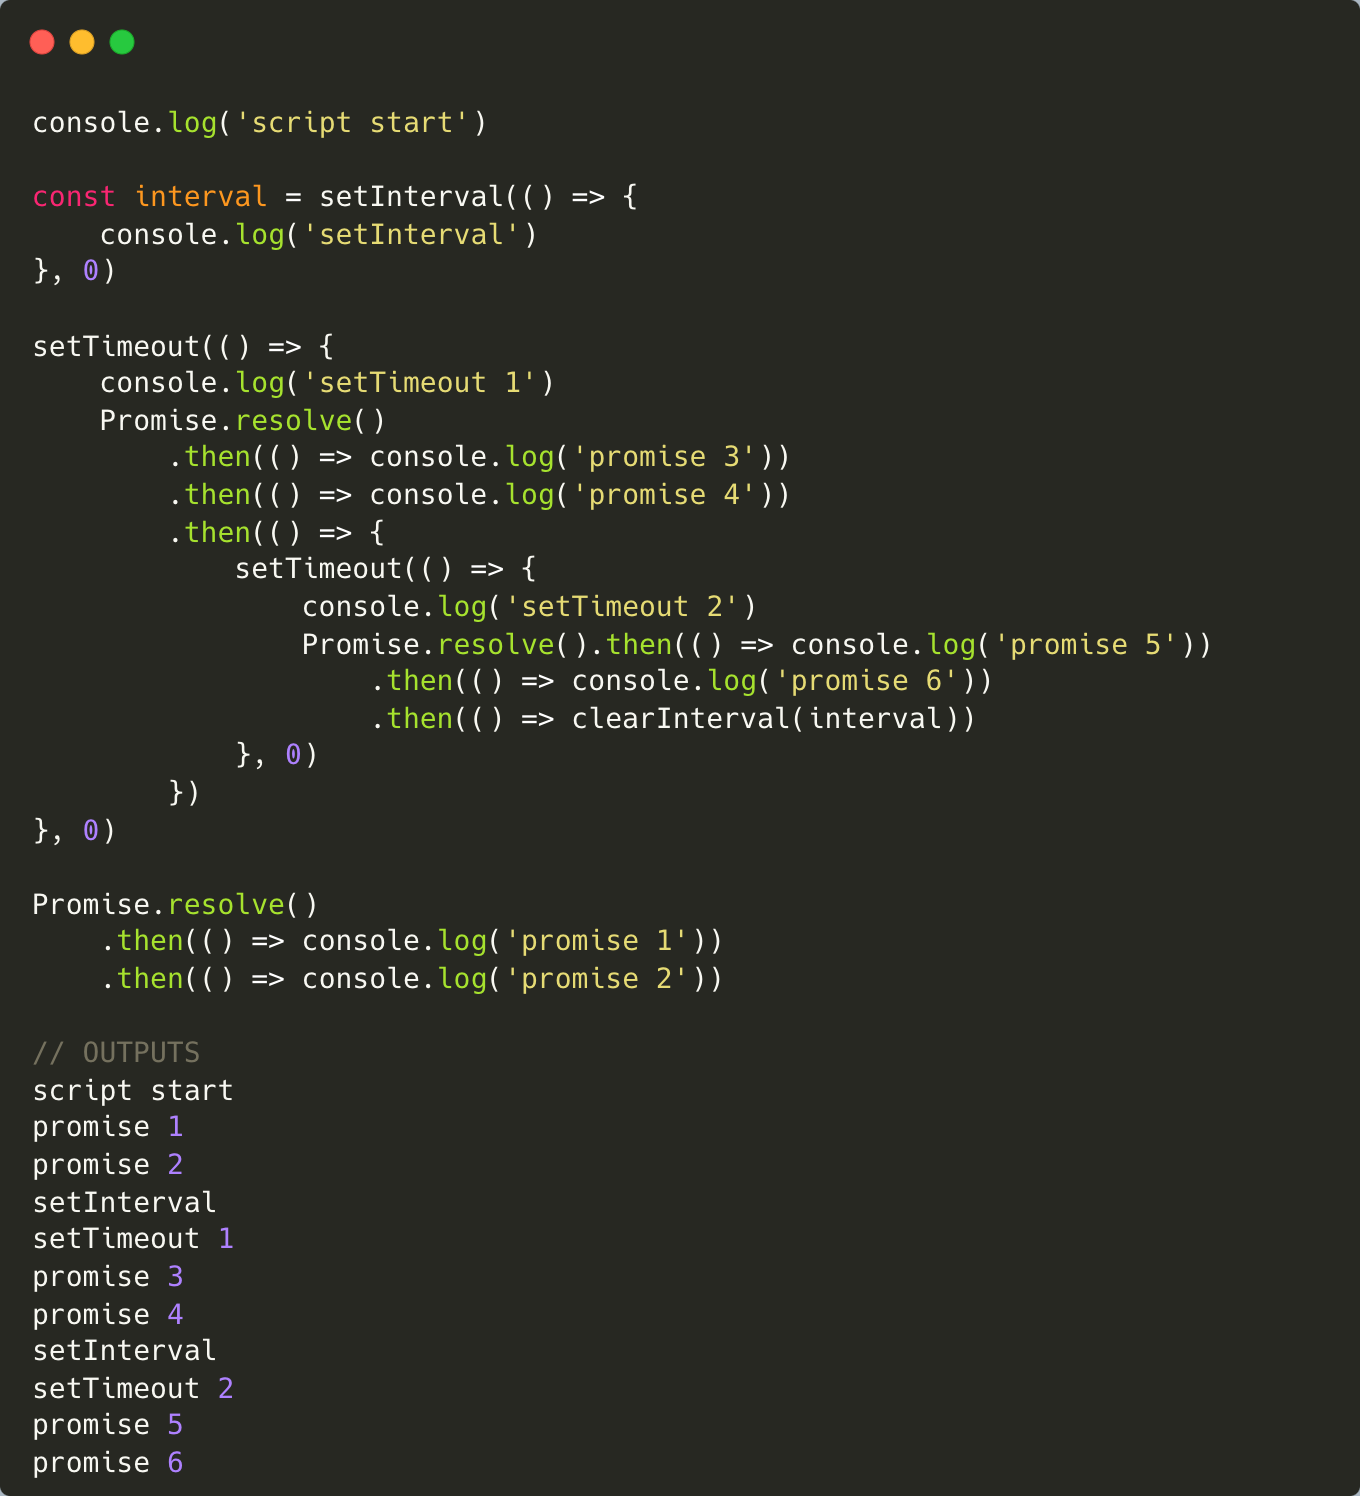 console.log('script start')
const interval = setInterval(() => {
    console.log('setInterval')
}, 0)
setTimeout(() => {
    console.log('setTimeout 1')
    Promise.resolve()
        .then(() => console.log('promise 3'))
        .then(() => console.log('promise 4'))
        .then(() => {
            setTimeout(() => {
                console.log('setTimeout 2')
                Promise.resolve().then(() => console.log('promise 5'))
                    .then(() => console.log('promise 6'))
                    .then(() => clearInterval(interval))
            }, 0)
        })
}, 0)
Promise.resolve()
    .then(() => console.log('promise 1'))
    .then(() => console.log('promise 2'))
// OUTPUTS
script start
promise 1
promise 2
setInterval
setTimeout 1
promise 3
promise 4
setInterval
setTimeout 2
promise 5
promise 6